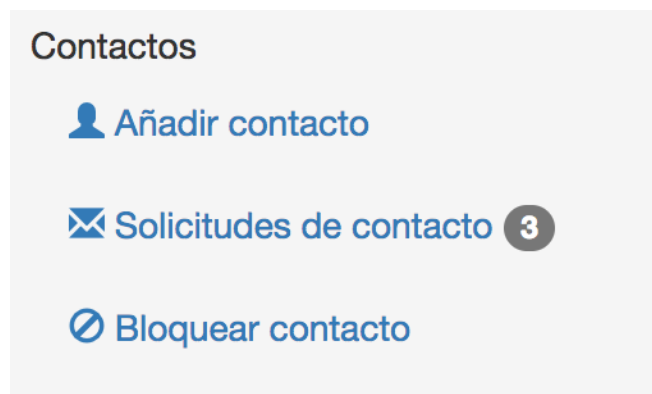 Contactos
Añadir contacto
Solicitudes de contacto 3
Bloquear contacto